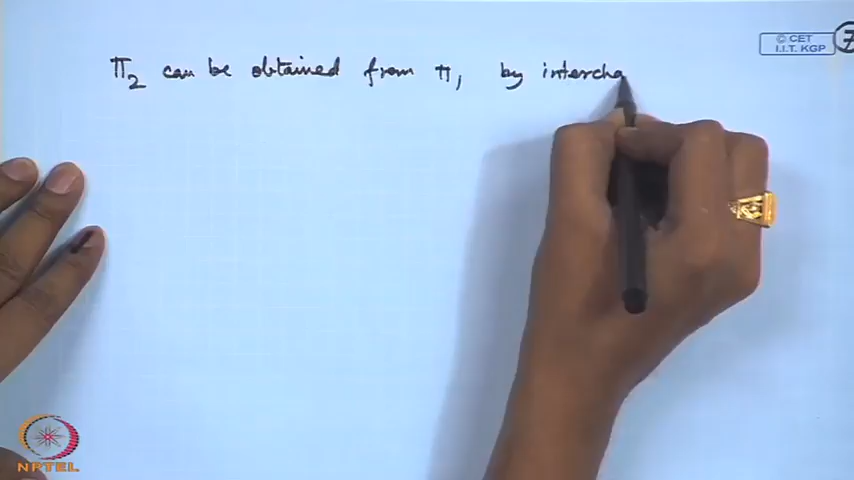 © CET
I.I.T. KGP
π₂ can be obtained from π₁ by intercha
NPTEL